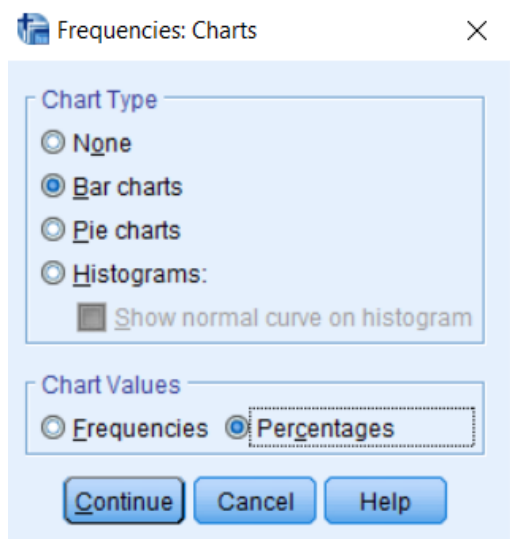 Frequencies: Charts
Chart Type
None
Bar charts
Pie charts
Histograms:
Show normal curve on histogram
Chart Values
Frequencies Percentages
Continue Cancel Help